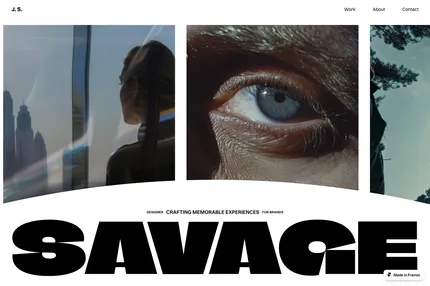 J. S.
Work About Contact
DESIGNER CRAFTING MEMORABLE EXPERIENCES FOR BRANDS
SAVAGE
Made in Framer